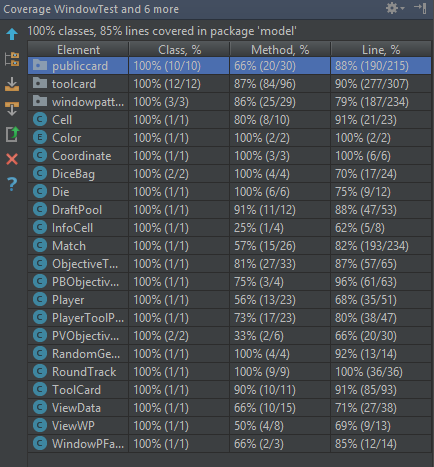 Coverage WindowTest and 6 more
100% classes, 85% lines covered in package 'model'
Element Class, % Method, % Line, %
publiccard 100% (10/10) 66% (20/30) 88% (190/215)
toolcard 100% (12/12) 87% (84/96) 90% (277/307)
windowpatt... 100% (3/3) 86% (25/29) 79% (187/234)
C Cell 100% (1/1) 80% (8/10) 91% (21/23)
E Color 100% (1/1) 100% (2/2) 100% (2/2)
C Coordinate 100% (1/1) 100% (3/3) 100% (6/6)
C DiceBag 100% (2/2) 100% (4/4) 70% (17/24)
C Die 100% (1/1) 100% (6/6) 75% (9/12)
C DraftPool 100% (1/1) 91% (11/12) 88% (47/53)
C InfoCell 100% (1/1) 25% (1/4) 62% (5/8)
C Match 100% (1/1) 57% (15/26) 82% (193/234)
C ObjectiveT... 100% (1/1) 81% (27/33) 87% (57/65)
C PBObjectiv... 100% (1/1) 75% (3/4) 96% (61/63)
C Player 100% (1/1) 56% (13/23) 68% (35/51)
C PlayerToolP... 100% (1/1) 73% (17/23) 80% (38/47)
C PVObjectiv... 100% (2/2) 33% (2/6) 66% (20/30)
C RandomGe... 100% (1/1) 100% (4/4) 92% (13/14)
C RoundTrack 100% (1/1) 100% (9/9) 100% (36/36)
C ToolCard 100% (1/1) 90% (10/11) 91% (85/93)
C ViewData 100% (1/1) 66% (10/15) 71% (27/38)
C ViewWP 100% (1/1) 50% (4/8) 69% (9/13)
C WindowPFa... 100% (1/1) 66% (2/3) 85% (12/14)